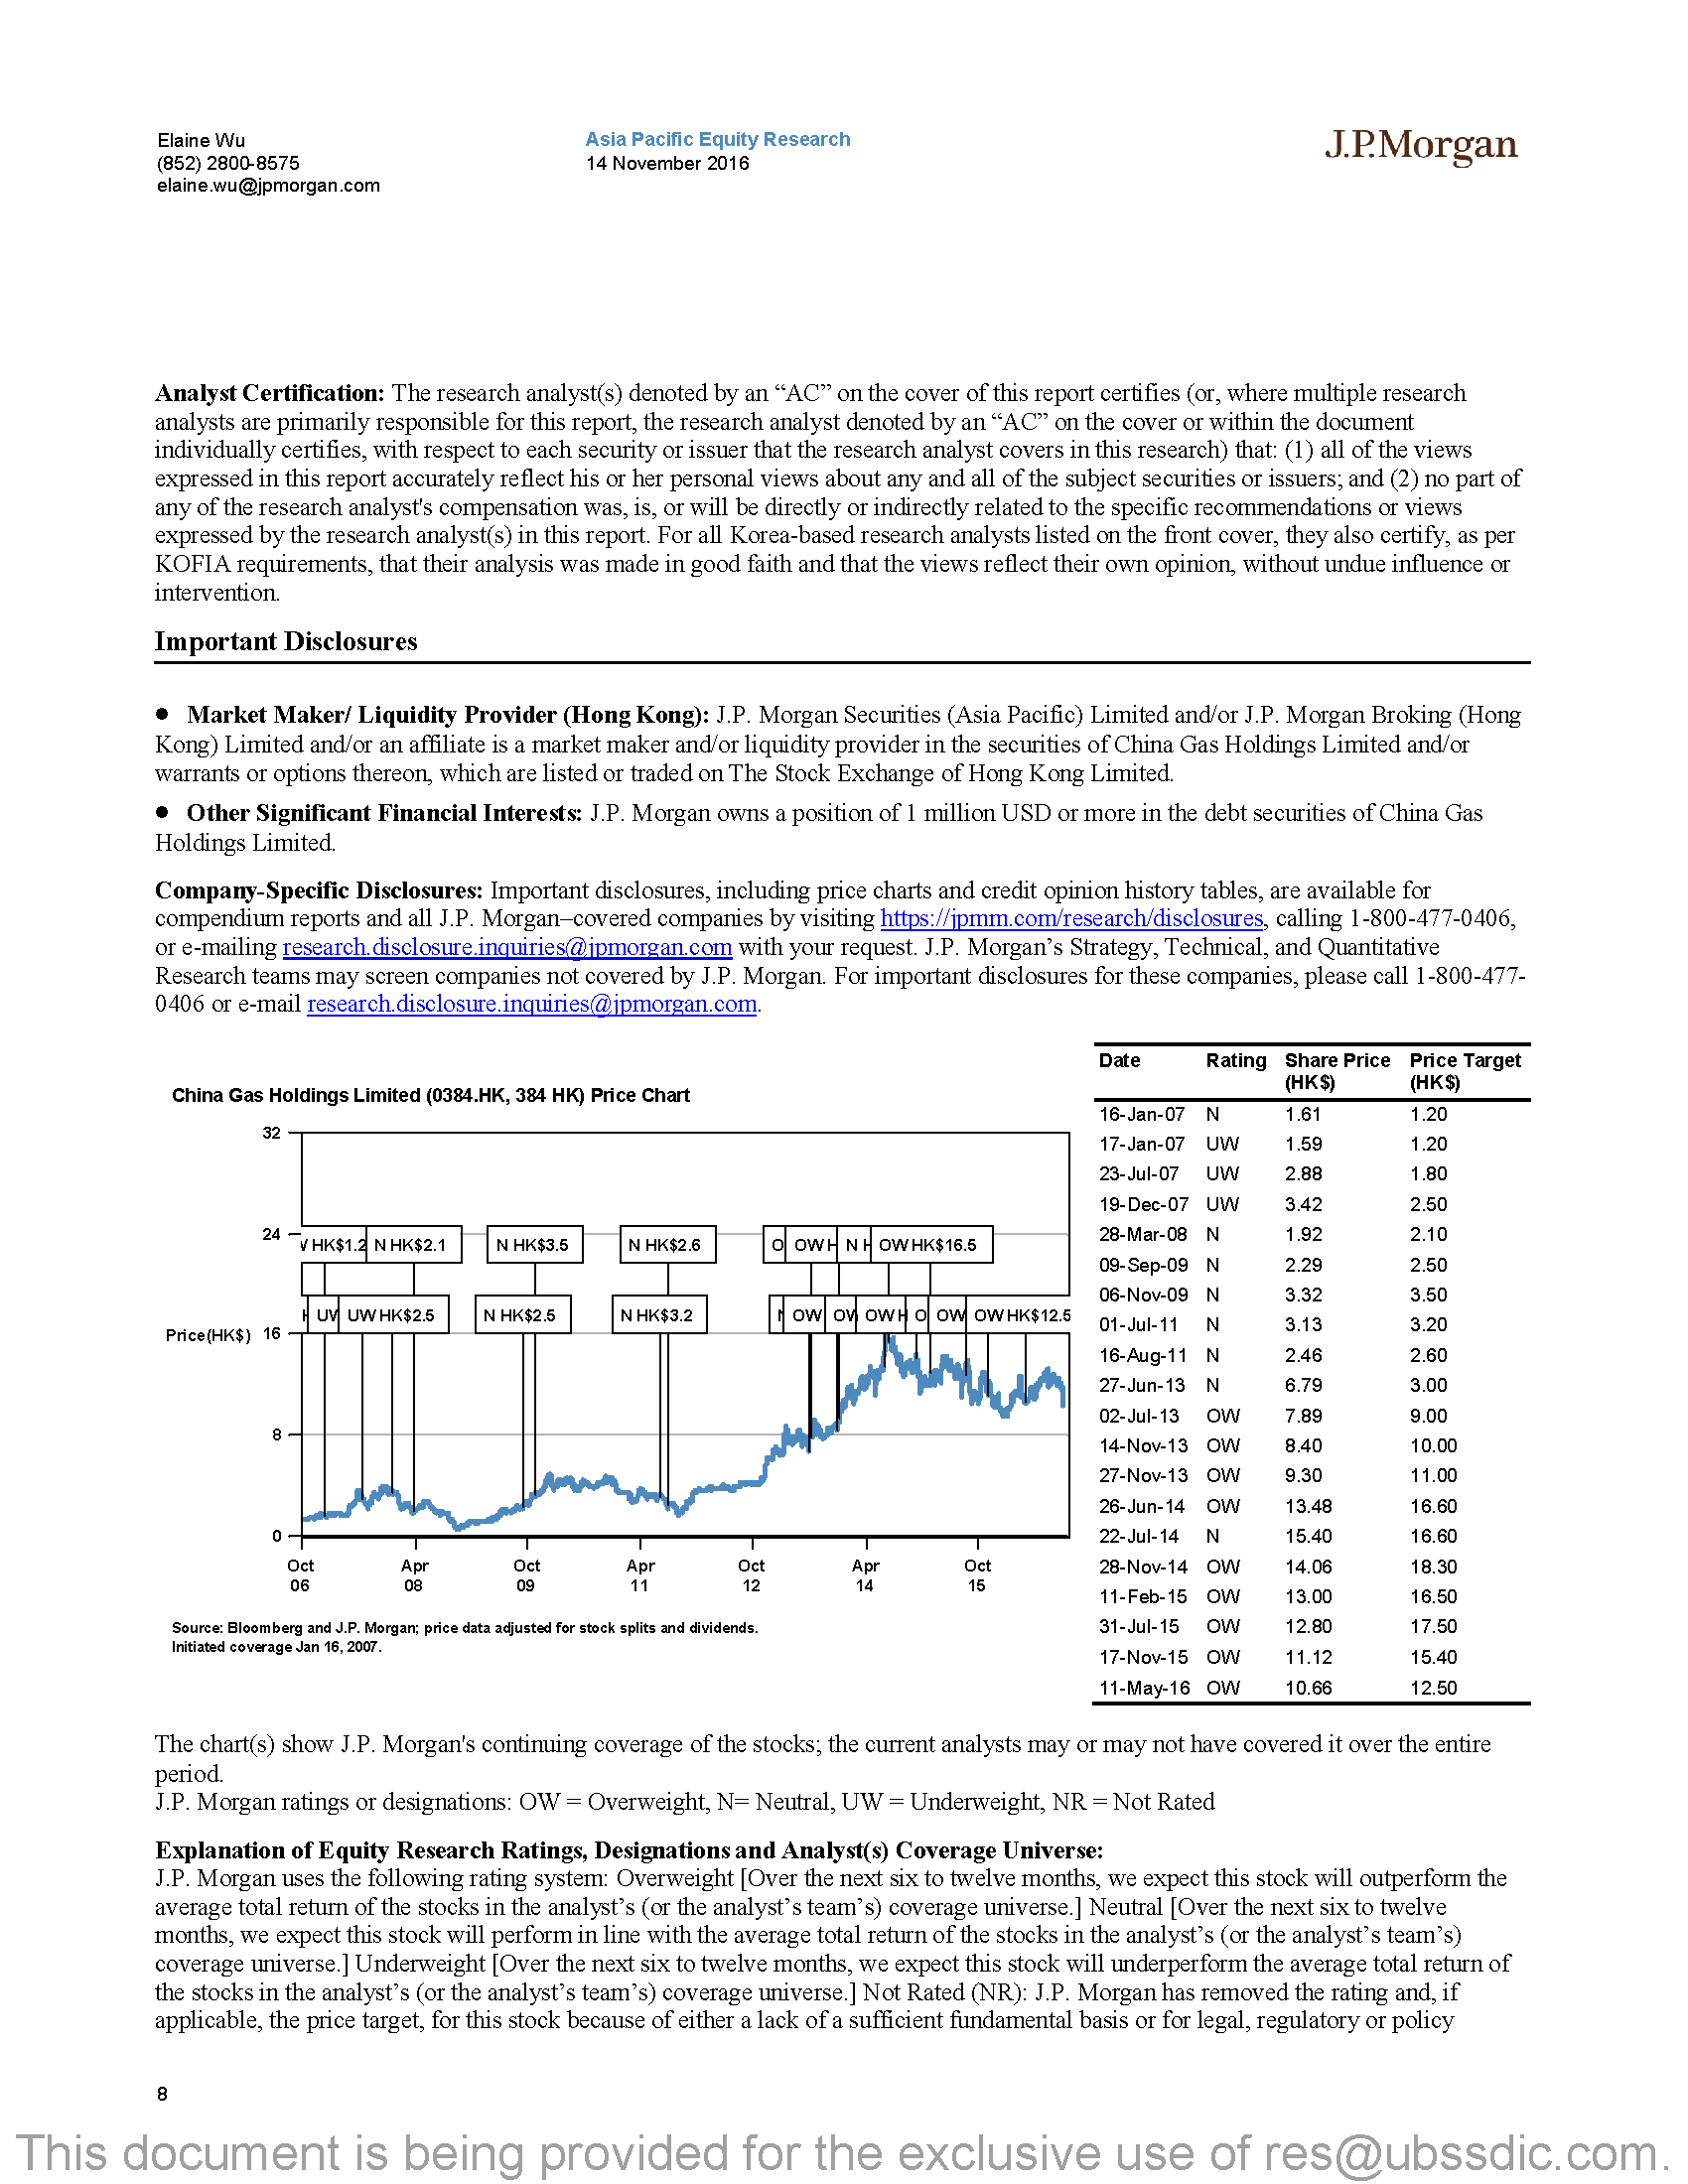 Elaine Wu
(852) 2800-8575
elaine.wu@jpmorgan.com
Asia Pacific Equity Research
14 November 2016
J.P.Morgan
Analyst Certification: The research analyst(s) denoted by an “AC” on the cover of this report certifies (or, where multiple research
analysts are primarily responsible for this report, the research analyst denoted by an “AC” on the cover or within the document
individually certifies, with respect to each security or issuer that the research analyst covers in this research) that: (1) all of the views
expressed in this report accurately reflect his or her personal views about any and all of the subject securities or issuers; and (2) no part of
any of the research analyst's compensation was, is, or will be directly or indirectly related to the specific recommendations or views
expressed by the research analyst(s) in this report. For all Korea-based research analysts listed on the front cover, they also certify, as per
KOFIA requirements, that their analysis was made in good faith and that the views reflect their own opinion, without undue influence or
intervention.
Important Disclosures
● Market Maker/ Liquidity Provider (Hong Kong): J.P. Morgan Securities (Asia Pacific) Limited and/or J.P. Morgan Broking (Hong
Kong) Limited and/or an affiliate is a market maker and/or liquidity provider in the securities of China Gas Holdings Limited and/or
warrants or options thereon, which are listed or traded on The Stock Exchange of Hong Kong Limited.
● Other Significant Financial Interests: J.P. Morgan owns a position of 1 million USD or more in the debt securities of China Gas
Holdings Limited.
Company-Specific Disclosures: Important disclosures, including price charts and credit opinion history tables, are available for
compendium reports and all J.P. Morgan–covered companies by visiting https://jpmm.com/research/disclosures, calling 1-800-477-0406,
or e-mailing research.disclosure.inquiries@jpmorgan.com with your request. J.P. Morgan’s Strategy, Technical, and Quantitative
Research teams may screen companies not covered by J.P. Morgan. For important disclosures for these companies, please call 1-800-477-
0406 or e-mail research.disclosure.inquiries@jpmorgan.com.
China Gas Holdings Limited (0384.HK, 384 HK) Price Chart
32
24
HK$1.2 N HK$2.1 N HK$3.5 N HK$2.6 O OW N OW HK$16.5
UW HK$2.5 N HK$2.5 N HK$3.2 OW OW O OW OW HK$12.5
Price(HK$) 16
8
0
Oct Apr Oct Apr Oct Apr Oct
06 08 09 11 12 14 15
Source: Bloomberg and J.P. Morgan; price data adjusted for stock splits and dividends.
Initiated coverage Jan 16, 2007.
Date Rating Share Price Price Target
(HK$) (HK$)
16-Jan-07 N 1.61 1.20
17-Jan-07 UW 1.59 1.20
23-Jul-07 UW 2.88 1.80
19-Dec-07 UW 3.42 2.50
28-Mar-08 N 1.92 2.10
09-Sep-09 N 2.29 2.50
06-Nov-09 N 3.32 3.50
01-Jul-11 N 3.13 3.20
16-Aug-11 N 2.46 2.60
27-Jun-13 N 6.79 3.00
02-Jul-13 OW 7.89 9.00
14-Nov-13 OW 8.40 10.00
27-Nov-13 OW 9.30 11.00
26-Jun-14 OW 13.48 16.60
22-Jul-14 N 15.40 16.60
28-Nov-14 OW 14.06 18.30
11-Feb-15 OW 13.00 16.50
31-Jul-15 OW 12.80 17.50
17-Nov-15 OW 11.12 15.40
11-May-16 OW 10.66 12.50
The chart(s) show J.P. Morgan's continuing coverage of the stocks; the current analysts may or may not have covered it over the entire
period.
J.P. Morgan ratings or designations: OW = Overweight, N= Neutral, UW = Underweight, NR = Not Rated
Explanation of Equity Research Ratings, Designations and Analyst(s) Coverage Universe:
J.P. Morgan uses the following rating system: Overweight [Over the next six to twelve months, we expect this stock will outperform the
average total return of the stocks in the analyst’s (or the analyst’s team’s) coverage universe.] Neutral [Over the next six to twelve
months, we expect this stock will perform in line with the average total return of the stocks in the analyst’s (or the analyst’s team’s)
coverage universe.] Underweight [Over the next six to twelve months, we expect this stock will underperform the average total return of
the stocks in the analyst’s (or the analyst’s team’s) coverage universe.] Not Rated (NR): J.P. Morgan has removed the rating and, if
applicable, the price target, for this stock because of either a lack of a sufficient fundamental basis or for legal, regulatory or policy
8
This document is being provided for the exclusive use of res@ubssdic.com.